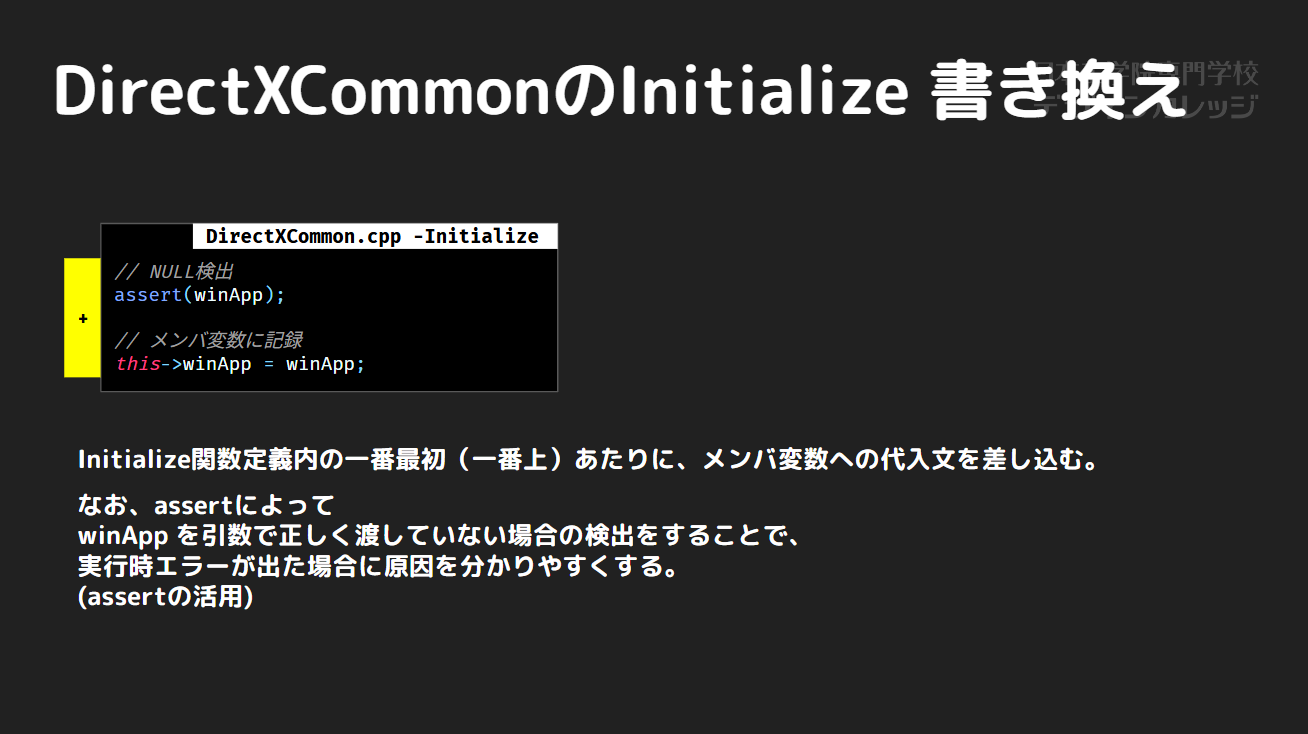 DirectXCommonのInitialize 書き換え
DirectXCommon.cpp -Initialize
// NULL検出
assert(winApp);
+
// メンバ変数に記録
this->winApp = winApp;
Initialize関数定義内の一番最初（一番上）あたりに、メンバ変数への代入文を差し込む。
なお、assertによって
winApp を引数で正しく渡していない場合の検出をすることで、
実行時エラーが出た場合に原因を分かりやすくする。
(assertの活用)